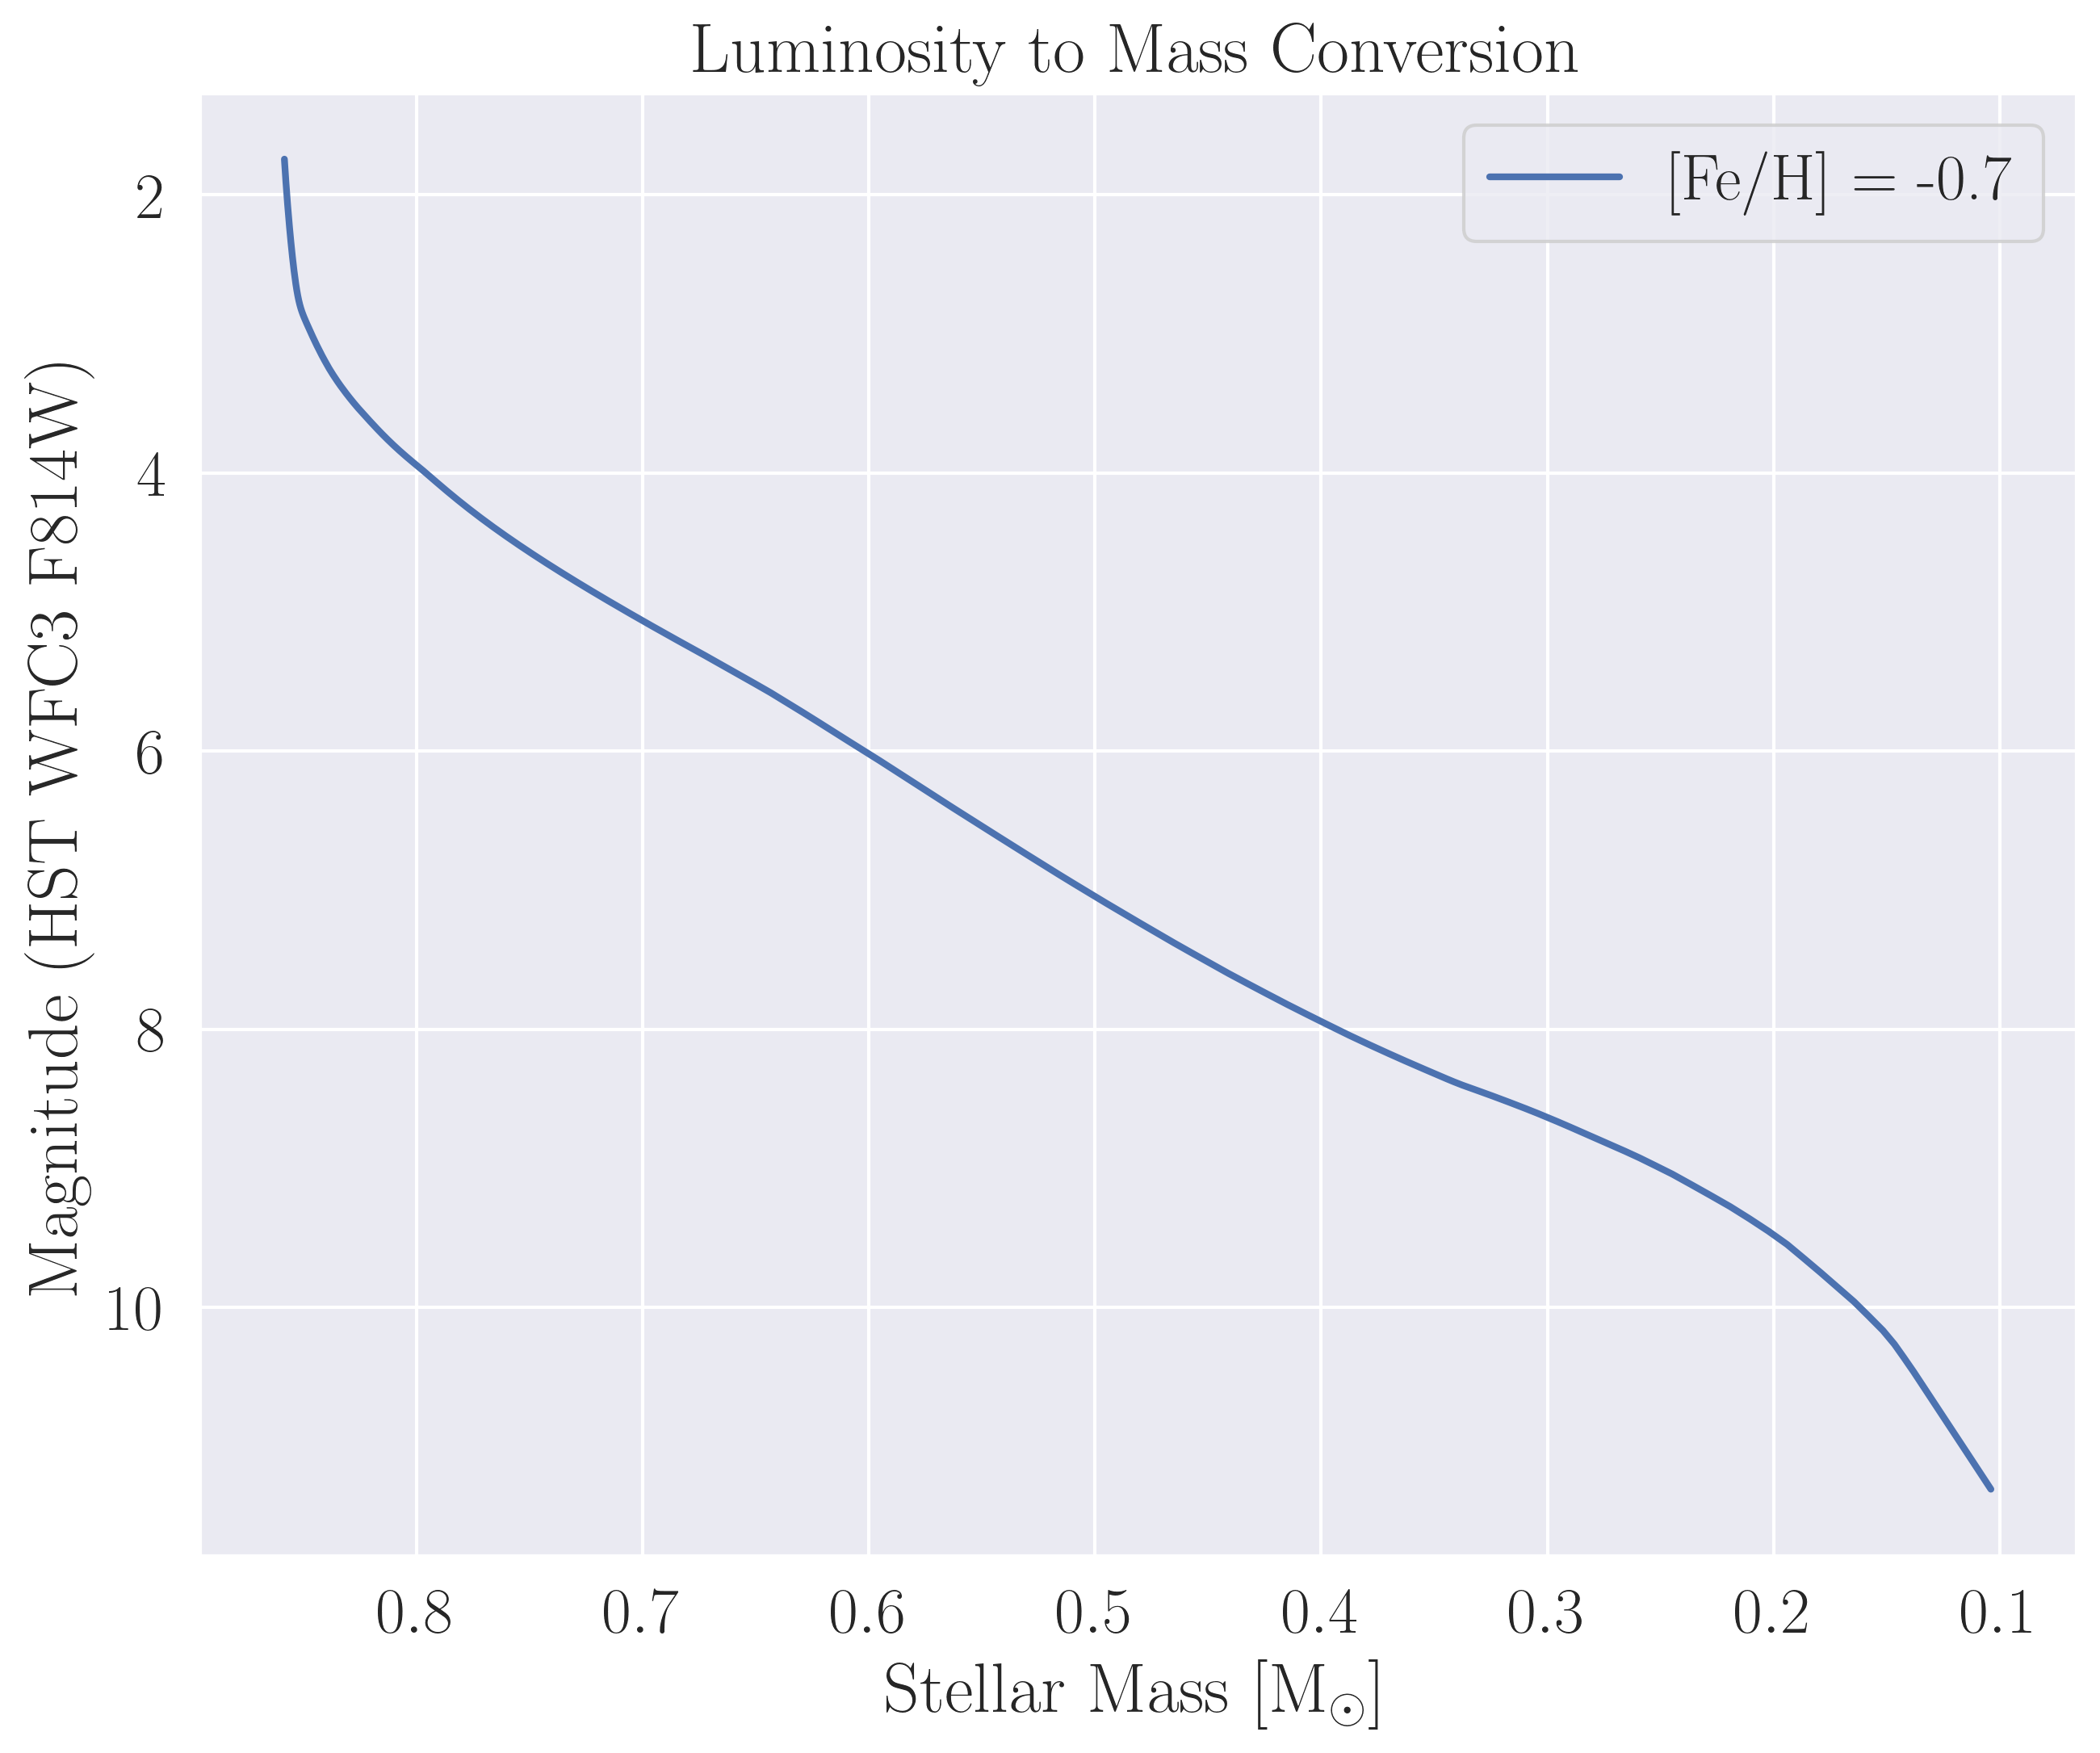 Luminosity to Mass Conversion
[Fe/H] = -0.7
Magnitude (HST WFC3 F814W)
2
4
6
8
10
0.8 0.7 0.6 0.5 0.4 0.3 0.2 0.1
Stellar Mass [M⊙]